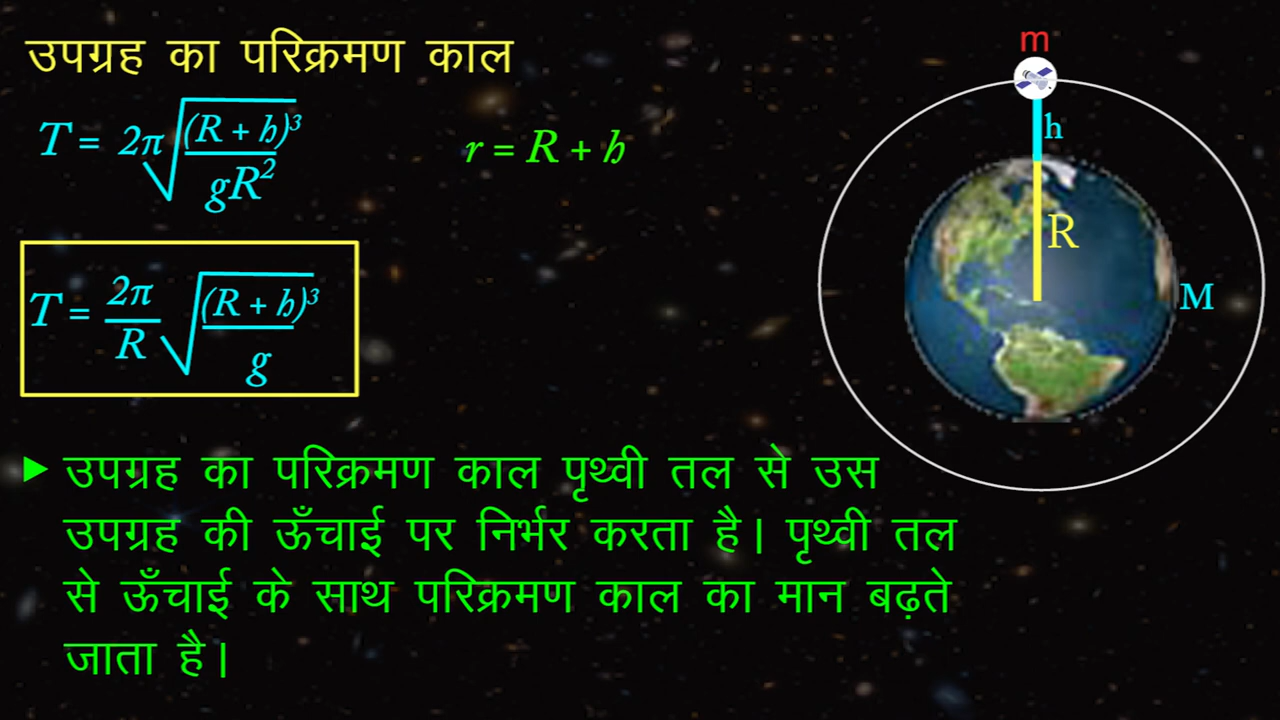 उपग्रह का परिक्रमण काल
T = 2π√((R + h)³/gR²)
r = R + h
T = 2π/R √((R + h)³/g)
m
h
R
M
▶ उपग्रह का परिक्रमण काल पृथ्वी तल से उस
उपग्रह की ऊँचाई पर निर्भर करता है। पृथ्वी तल
से ऊँचाई के साथ परिक्रमण काल का मान बढ़ते
जाता है।